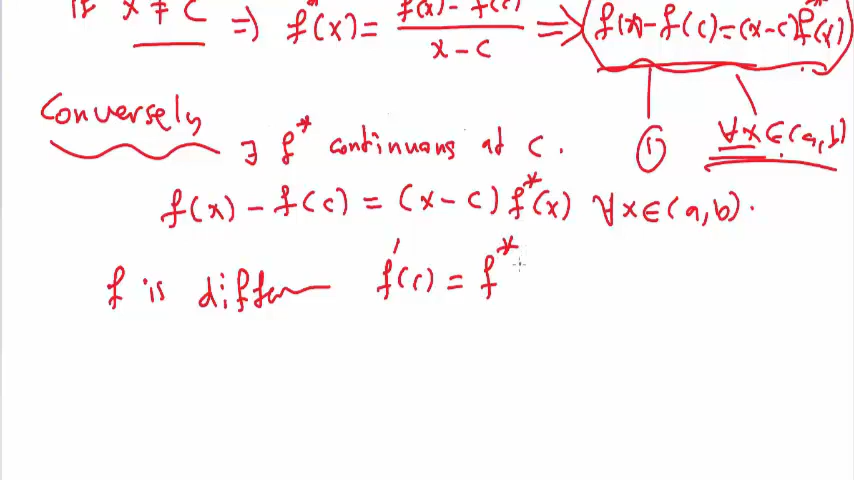 If x ≠ c ⇒ f*(x) = f(x) - f(c) / x - c ⇒ f(x) - f(c) = (x-c) f*(x)
① ∀x∈(a,b)
Conversely ∃ f* continuous at c.
f(x) - f(c) = (x-c) f*(x) ∀x∈(a,b).
f is differ f'(c) = f*